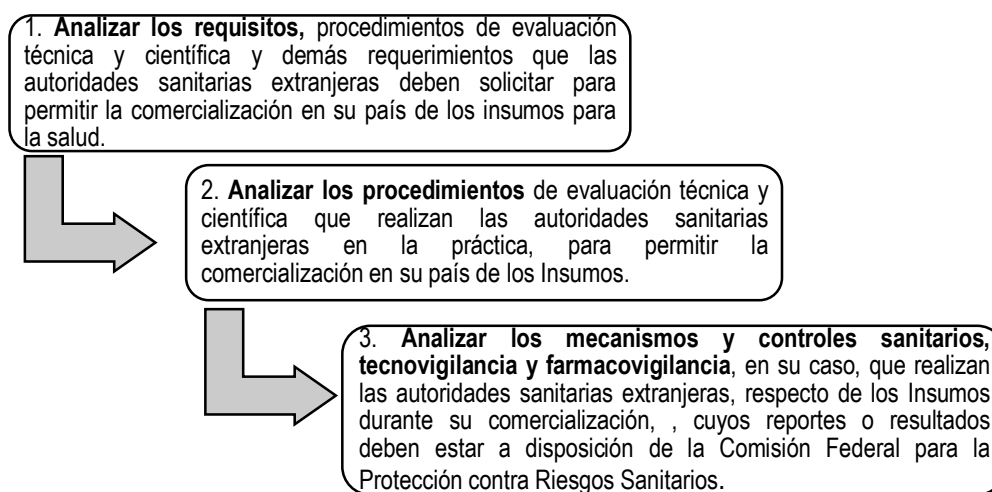 1. Analizar los requisitos, procedimientos de evaluación
técnica y científica y demás requerimientos que las
autoridades sanitarias extranjeras deben solicitar para
permitir la comercialización en su país de los insumos para
la salud.
2. Analizar los procedimientos de evaluación técnica y
científica que realizan las autoridades sanitarias
extranjeras en la práctica, para permitir la
comercialización en su país de los Insumos.
3. Analizar los mecanismos y controles sanitarios,
tecnovigilancia y farmacovigilancia, en su caso, que realizan
las autoridades sanitarias extranjeras, respecto de los Insumos
durante su comercialización, , cuyos reportes o resultados
deben estar a disposición de la Comisión Federal para la
Protección contra Riesgos Sanitarios.